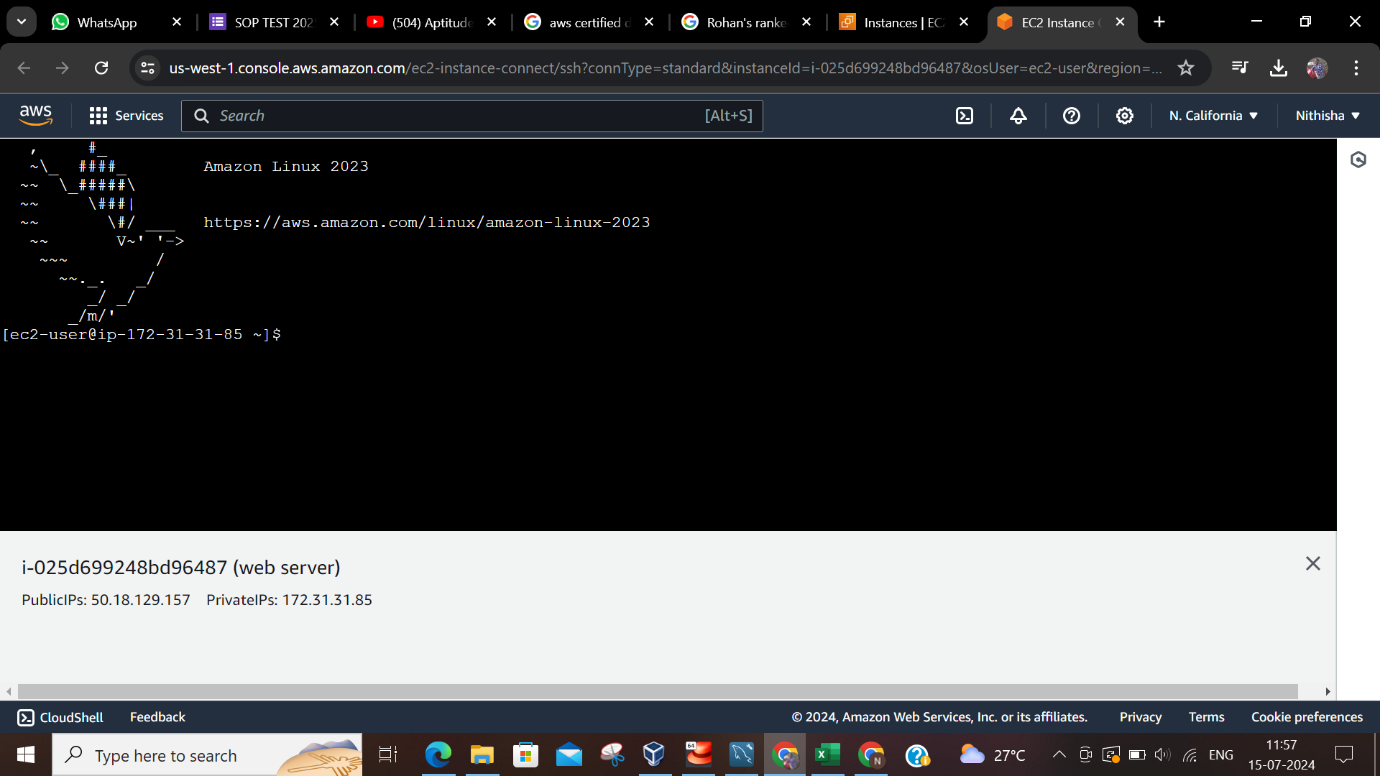 WhatsApp
SOP TEST 202
(504) Aptitude
aws certified d
Rohan's ranke
Instances | EC
EC2 Instance C
us-west-1.console.aws.amazon.com/ec2-instance-connect/ssh?connType=standard&instanceId=i-025d699248bd96487&osUser=ec2-user&region=...
aws
Services
Search
[Alt+S]
N. California
Nithisha
   ,     #_
   ~\_  ####_        Amazon Linux 2023
  ~~  \_#####\
  ~~     \###|
  ~~       \#/ ___   https://aws.amazon.com/linux/amazon-linux-2023
   ~~       V~' '->
    ~~~         /
      ~~._.   _/
         _/ _/
       _/m/'
[ec2-user@ip-172-31-31-85 ~]$
i-025d699248bd96487 (web server)
PublicIPs: 50.18.129.157 PrivateIPs: 172.31.31.85
CloudShell
Feedback
© 2024, Amazon Web Services, Inc. or its affiliates.
Privacy
Terms
Cookie preferences
Type here to search
64
N
27°C
ENG
11:57
15-07-2024